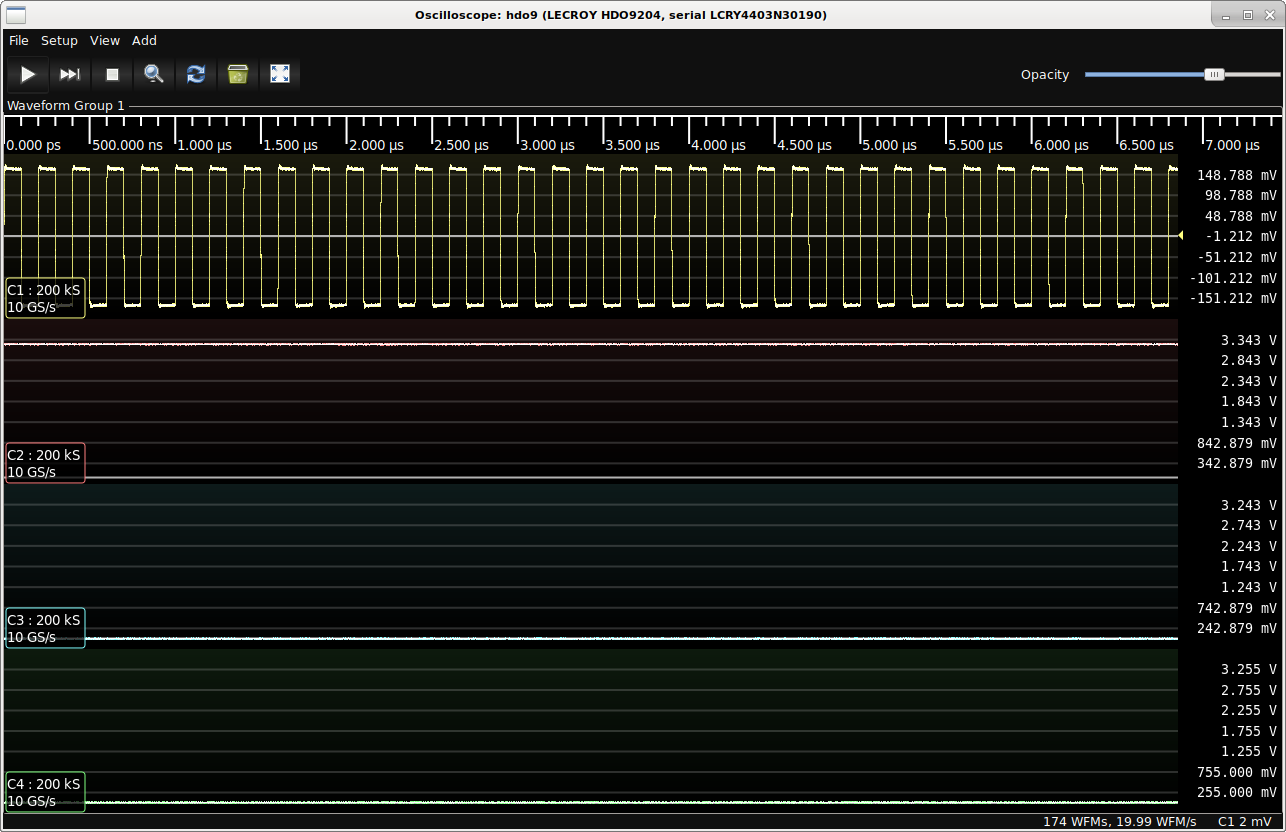 Oscilloscope: hdo9 (LECROY HDO9204, serial LCRY4403N30190)
File Setup View Add
Opacity
Waveform Group 1
0.000 ps 500.000 ns 1.000 µs 1.500 µs 2.000 µs 2.500 µs 3.000 µs 3.500 µs 4.000 µs 4.500 µs 5.000 µs 5.500 µs 6.000 µs 6.500 µs 7.000 µs
148.788 mV
98.788 mV
48.788 mV
-1.212 mV
-51.212 mV
-101.212 mV
-151.212 mV
C1 : 200 kS
10 GS/s
3.343 V
2.843 V
2.343 V
1.843 V
1.343 V
842.879 mV
342.879 mV
C2 : 200 kS
10 GS/s
3.243 V
2.743 V
2.243 V
1.743 V
1.243 V
742.879 mV
242.879 mV
C3 : 200 kS
10 GS/s
3.255 V
2.755 V
2.255 V
1.755 V
1.255 V
755.000 mV
255.000 mV
C4 : 200 kS
10 GS/s
174 WFMs, 19.99 WFM/s C1 2 mV